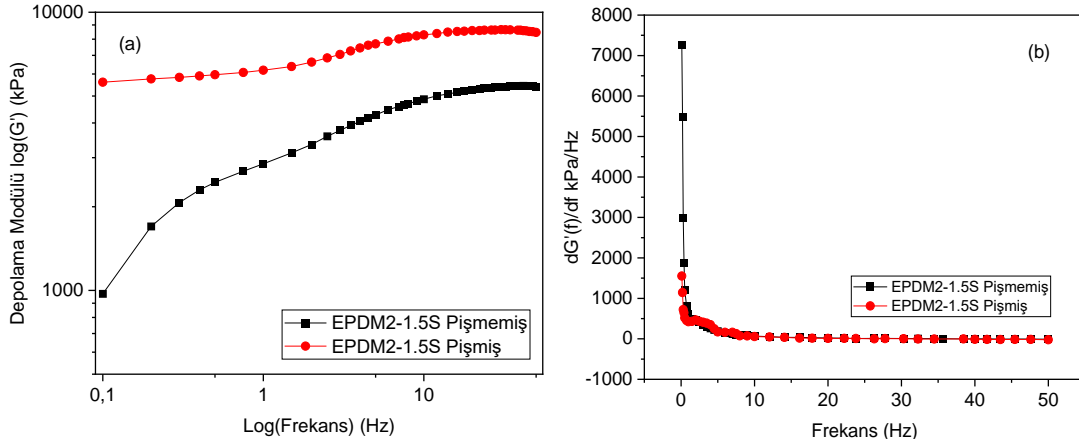 (a)
10000
1000
Depolama Modülü log(G') (kPa)
0,1
1
10
Log(Frekans) (Hz)
EPDM2-1.5S Pişmemiş
EPDM2-1.5S Pişmiş
(b)
8000
7000
6000
5000
4000
3000
2000
1000
0
-1000
dG'(f)/df kPa/Hz
0
10
20
30
40
50
Frekans (Hz)
EPDM2-1.5S Pişmemiş
EPDM2-1.5S Pişmiş